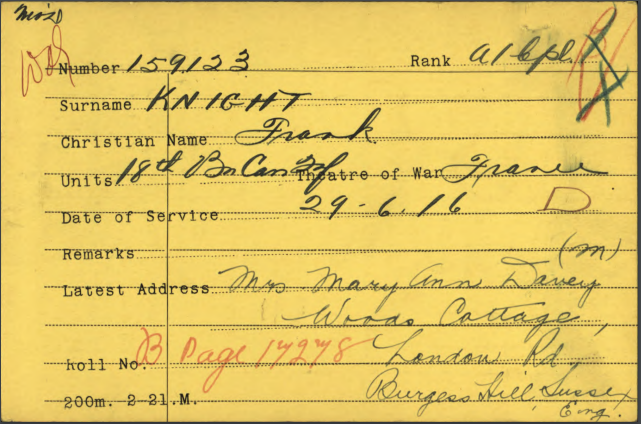 Number 159123 Rank A/Cpl.
Surname KNIGHT
Christian Name Frank
Units 18th Bn Can Inf Theatre of War France
Date of Service 29-6.16 D
Remarks (m)
Latest Address Mrs Mary Ann Davey
Woods Cottage,
Roll No. B Page 17278 London Rd,
Burgess Hill, Sussex
200m. 2-21.M. Eng.